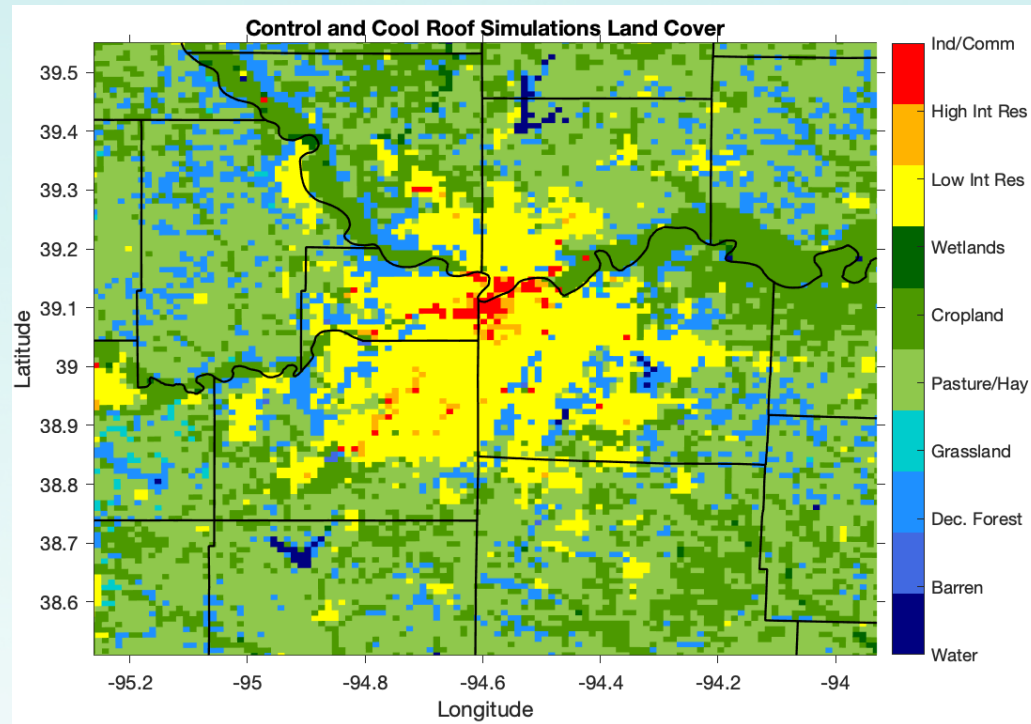 Control and Cool Roof Simulations Land Cover
39.5
39.4
39.3
39.2
39.1
39
38.9
38.8
38.7
38.6
Latitude
-95.2
-95
-94.8
-94.6
-94.4
-94.2
-94
Longitude
Ind/Comm
High Int Res
Low Int Res
Wetlands
Cropland
Pasture/Hay
Grassland
Dec. Forest
Barren
Water